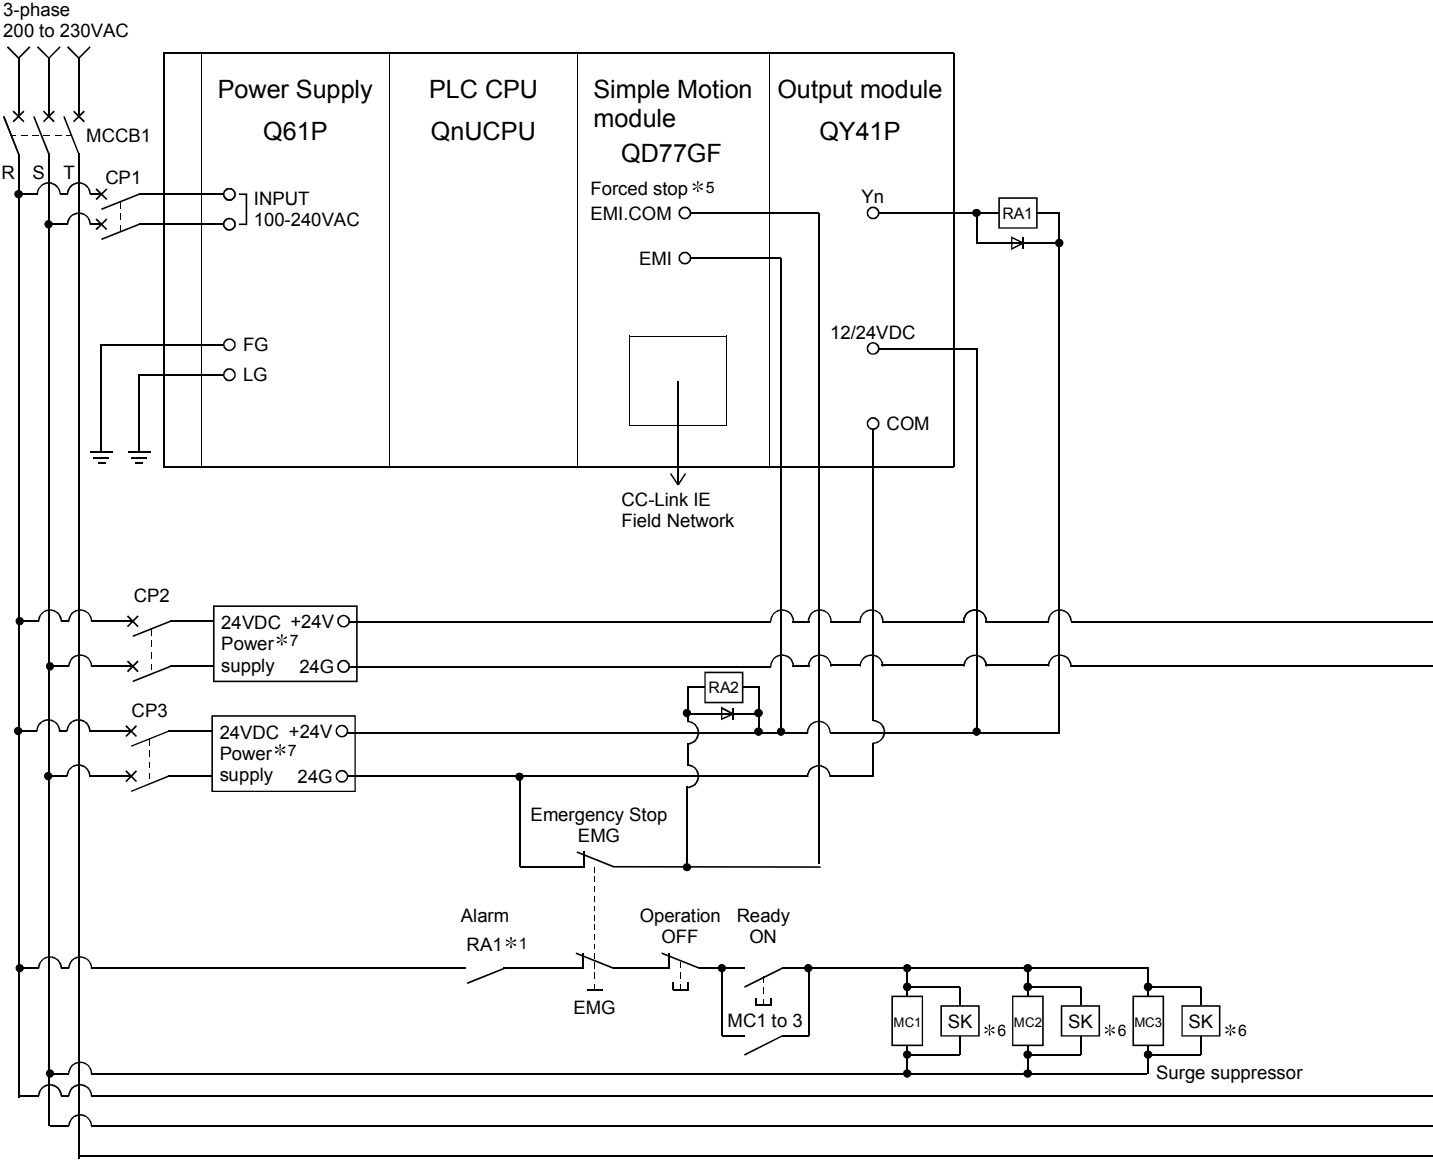 3-phase
200 to 230VAC
MCCB1
R S T
CP1
Power Supply
Q61P
INPUT
100-240VAC
FG
LG
PLC CPU
QnUCPU
Simple Motion
module
QD77GF
Forced stop *5
EMI.COM
EMI
CC-Link IE
Field Network
Output module
QY41P
Yn
12/24VDC
COM
RA1
CP2
24VDC +24V
Power*7
supply 24G
RA2
CP3
24VDC +24V
Power*7
supply 24G
Emergency Stop
EMG
Alarm
RA1*1
EMG
Operation
OFF
Ready
ON
MC1 to 3
MC1 SK *6 MC2 SK *6 MC3 SK *6
Surge suppressor